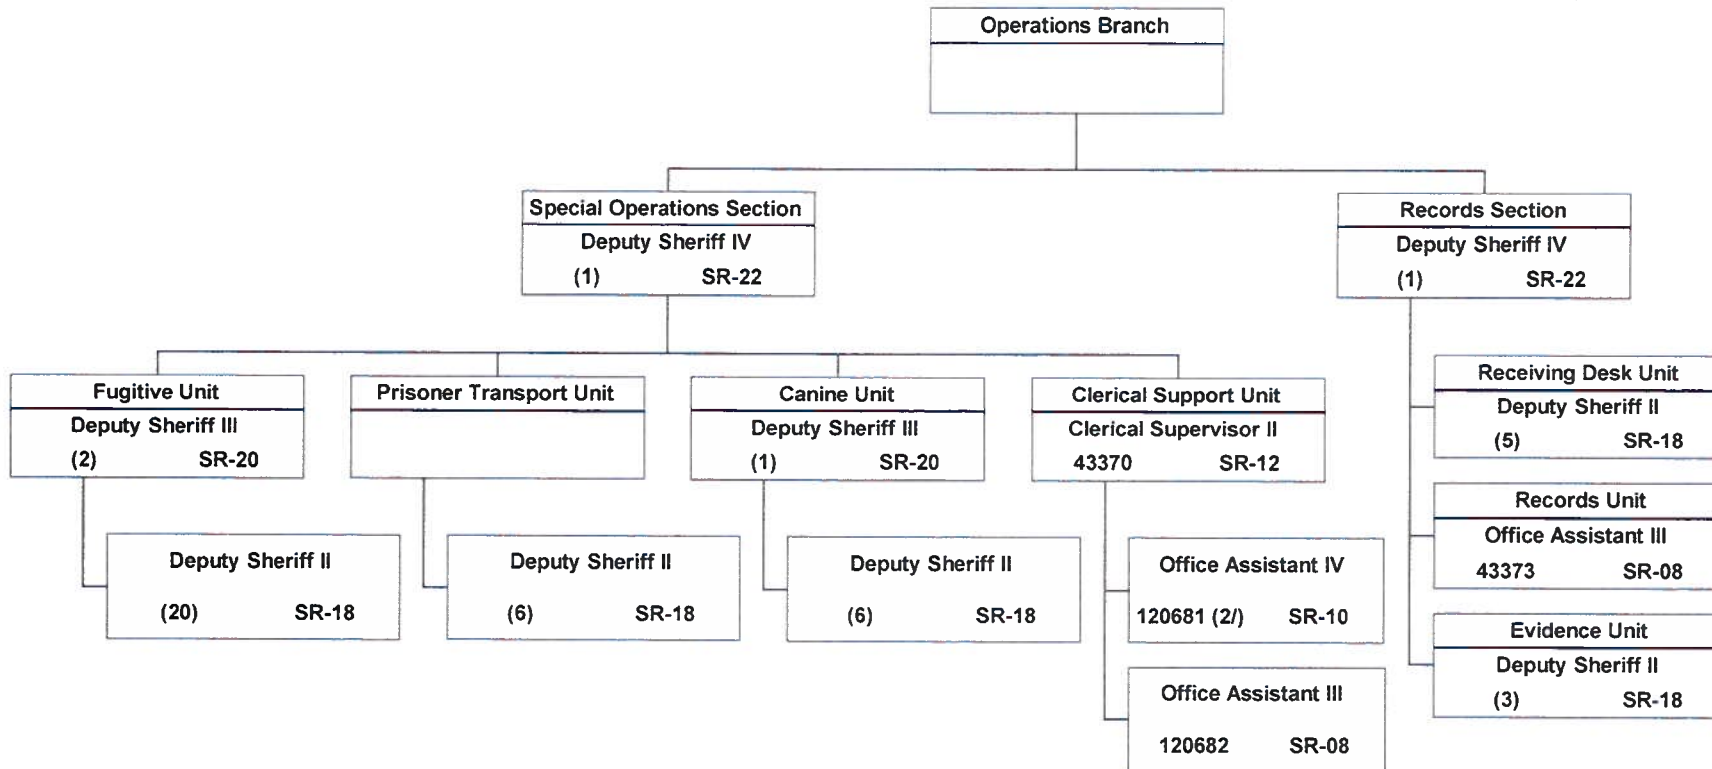 Operations Branch
Special Operations Section
Deputy Sheriff IV
(1) SR-22
Records Section
Deputy Sheriff IV
(1) SR-22
Fugitive Unit
Deputy Sheriff III
(2) SR-20
Deputy Sheriff II
(20) SR-18
Prisoner Transport Unit
Deputy Sheriff II
(6) SR-18
Canine Unit
Deputy Sheriff III
(1) SR-20
Deputy Sheriff II
(6) SR-18
Clerical Support Unit
Clerical Supervisor II
43370 SR-12
Office Assistant IV
120681 (2/) SR-10
Office Assistant III
120682 SR-08
Receiving Desk Unit
Deputy Sheriff II
(5) SR-18
Records Unit
Office Assistant III
43373 SR-08
Evidence Unit
Deputy Sheriff II
(3) SR-18